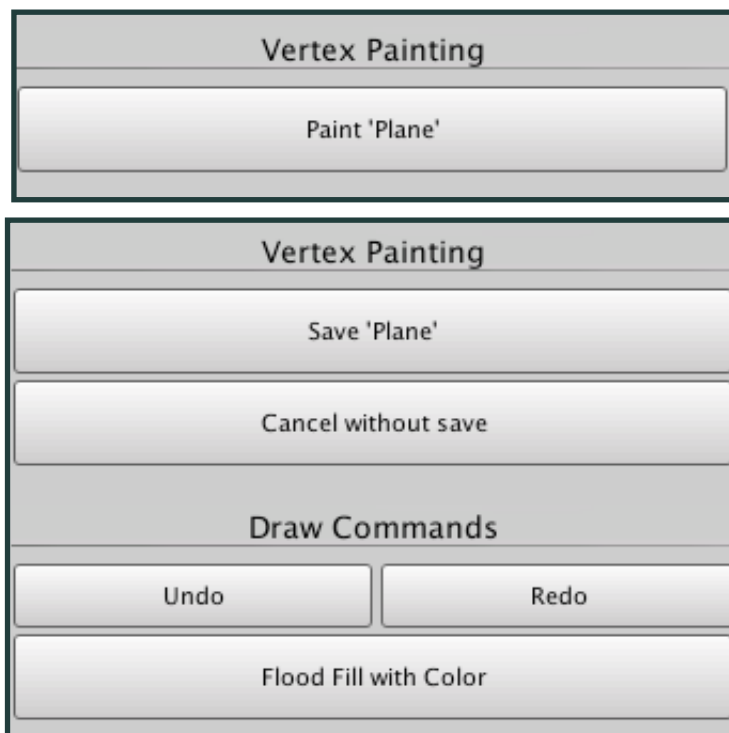 Vertex Painting
Paint 'Plane'
Vertex Painting
Save 'Plane'
Cancel without save
Draw Commands
Undo Redo
Flood Fill with Color